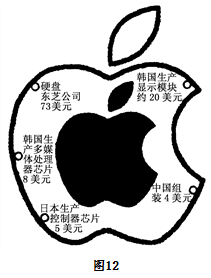 硬盘
东芝公司
73美元
韩国生产
显示模块
约20美元
韩国生
产多媒
体处理
器芯片
8美元
中国组
装4美元
日本生产
控制器芯片
5美元
图12